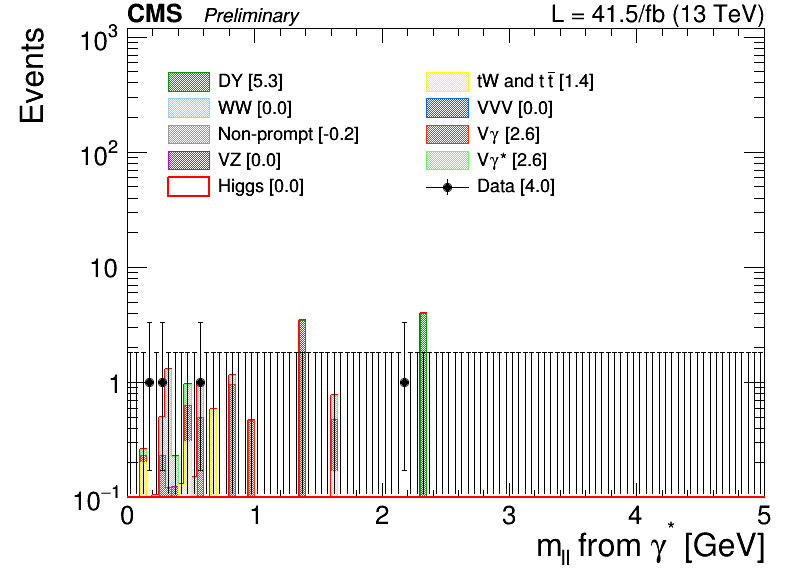 CMS Preliminary L = 41.5/fb (13 TeV)
Events
10³
10²
10
1
10⁻¹
DY [5.3]
WW [0.0]
Non-prompt [-0.2]
VZ [0.0]
Higgs [0.0]
tW and tt̄ [1.4]
VVV [0.0]
Vγ [2.6]
Vγ* [2.6]
Data [4.0]
0 1 2 3 4 5
m_ll from γ* [GeV]